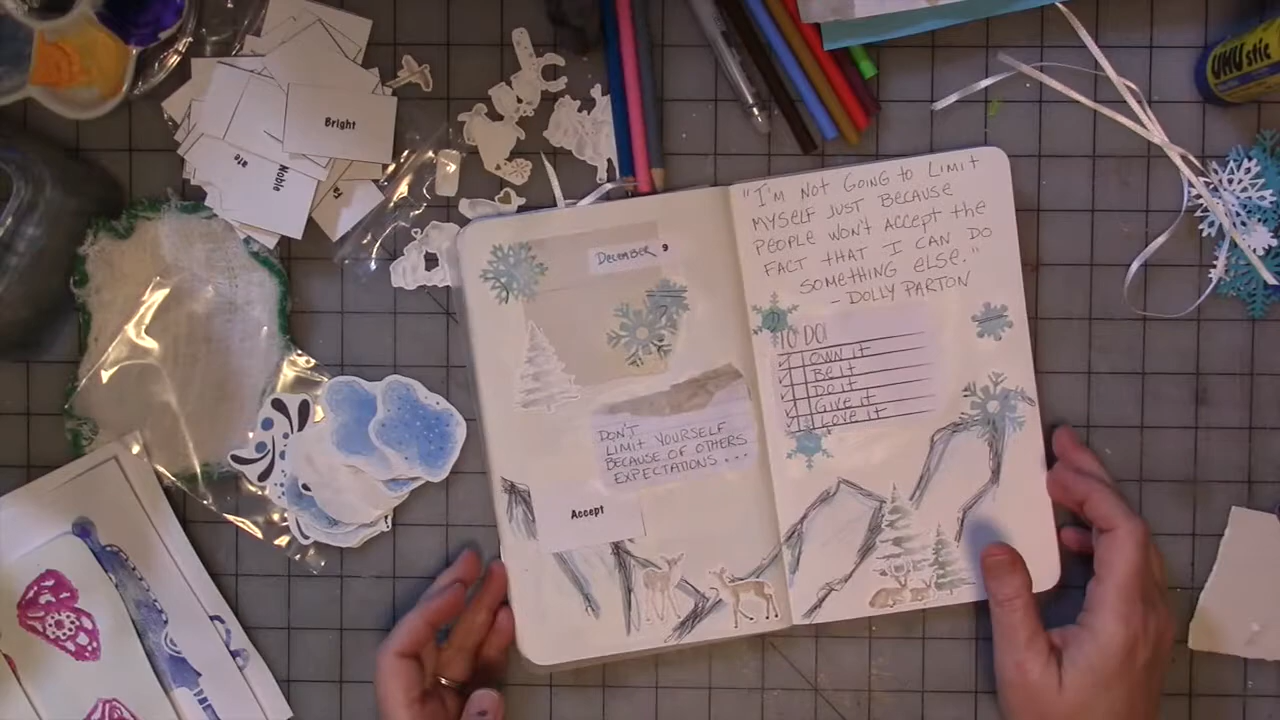 Bright
Noble
ate
UHU stic
DECEMBER 9
DON'T
LIMIT YOURSELF
BECAUSE OF OTHERS
EXPECTATIONS...
Accept
"I'M NOT GOING TO LIMIT
MYSELF JUST BECAUSE
PEOPLE WON'T ACCEPT the
FACT THAT I CAN DO
SOMETHING ELSE."
- DOLLY PARTON
TO DO
OWN it
Be it
Do it
Give it
LOVE it